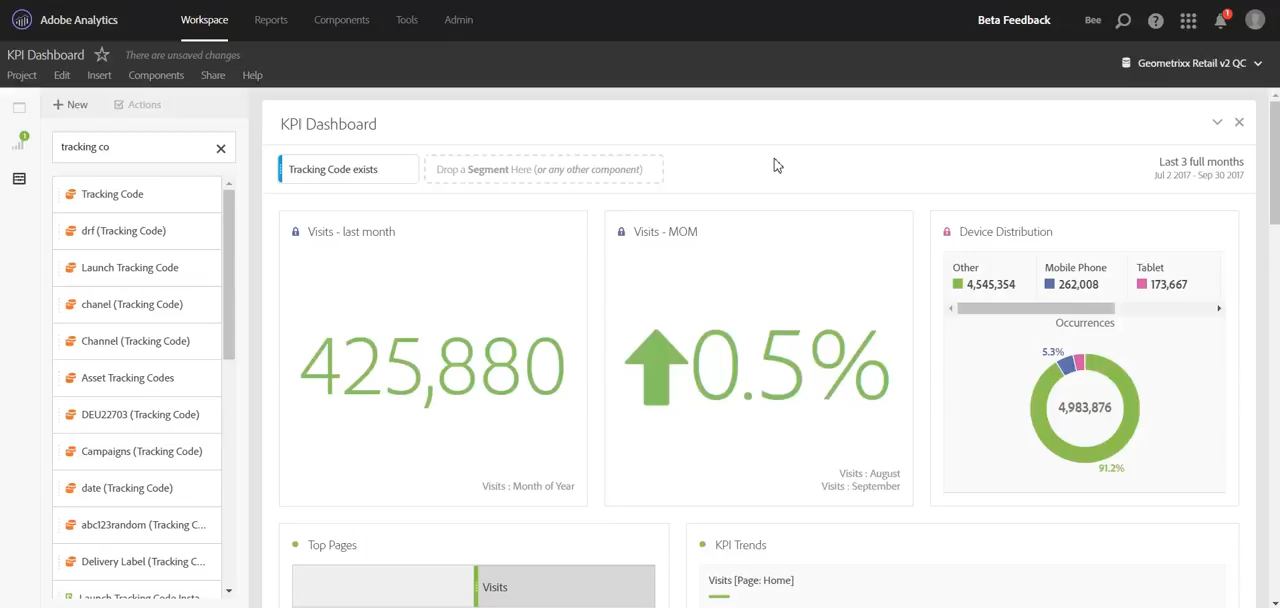 Adobe Analytics
Workspace
Reports
Components
Tools
Admin
Beta Feedback
Bee
1
KPI Dashboard
There are unsaved changes
Project
Edit
Insert
Components
Share
Help
Geometrixx Retail v2 QC
1
+ New
Actions
tracking co
Tracking Code
drf (Tracking Code)
Launch Tracking Code
chanel (Tracking Code)
Channel (Tracking Code)
Asset Tracking Codes
DEU22703 (Tracking Code)
Campaigns (Tracking Code)
date (Tracking Code)
abc123random (Tracking C...
Delivery Label (Tracking C...
Launch Tracking Code Insta...
KPI Dashboard
Tracking Code exists
Drop a Segment Here (or any other component)
Last 3 full months
Jul 2 2017 - Sep 30 2017
Visits - last month
425,880
Visits : Month of Year
Visits - MOM
0.5%
Visits : August
Visits : September
Device Distribution
Other
4,545,354
Mobile Phone
262,008
Tablet
173,667
Occurrences
5.3%
4,983,876
91.2%
Top Pages
Visits
KPI Trends
Visits [Page: Home]